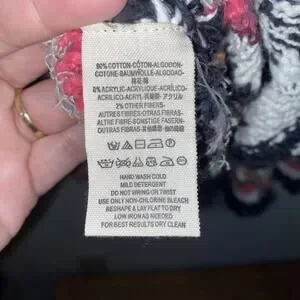 90% COTTON-COTON-ALGODON-
COTONE-BAUMWOLLE-ALGODAO-
8% ACRYLIC-ACRYLIQUE-ACRÍLICO-
ACRILICO-ACRYL-
2% OTHER FIBERS-
AUTRES FIBRES-OTRAS FIBRAS-
ALTRE FIBRE-SONSTIGE FASERN-
OUTRAS FIBRAS-
HAND WASH COLD
MILD DETERGENT
DO NOT WRING OR TWIST
USE ONLY NON-CHLORINE BLEACH
RESHAPE & LAY FLAT TO DRY
LOW IRON AS NEEDED
FOR BEST RESULTS DRY CLEAN